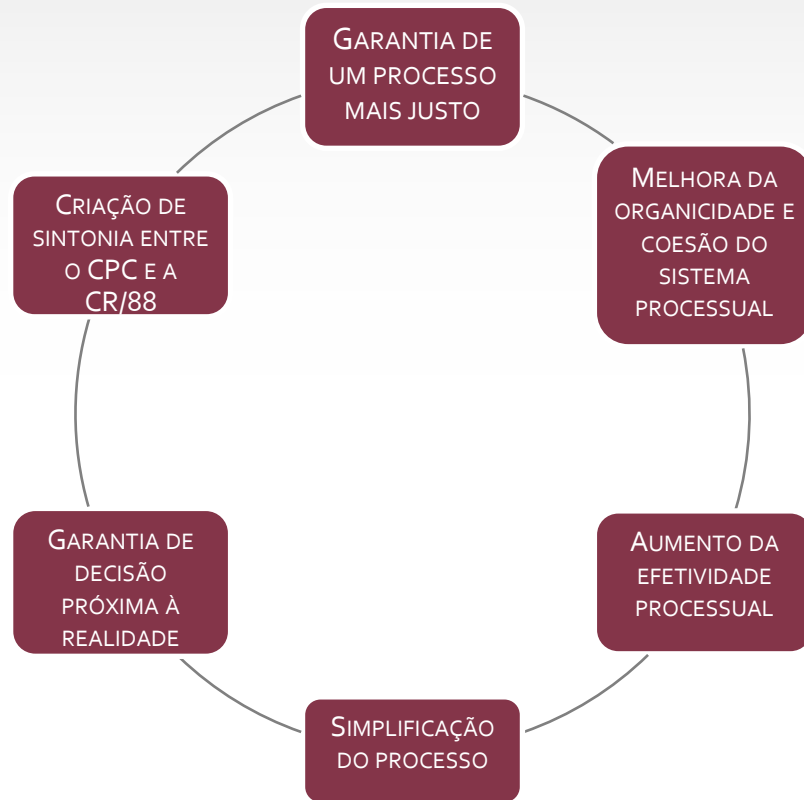 GARANTIA DE
UM PROCESSO
MAIS JUSTO
MELHORA DA
ORGANICIDADE E
COESÃO DO
SISTEMA
PROCESSUAL
AUMENTO DA
EFETIVIDADE
PROCESSUAL
SIMPLIFICAÇÃO
DO PROCESSO
GARANTIA DE
DECISÃO
PRÓXIMA À
REALIDADE
CRIAÇÃO DE
SINTONIA ENTRE
O CPC E A
CR/88